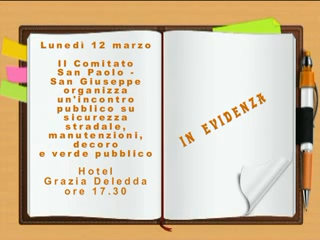 Lunedì 12 marzo
Il Comitato
San Paolo -
San Giuseppe
organizza
un'incontro
pubblico su
sicurezza
stradale,
manutenzioni,
decoro
e verde pubblico
Hotel
Grazia Deledda
ore 17.30
IN EVIDENZA